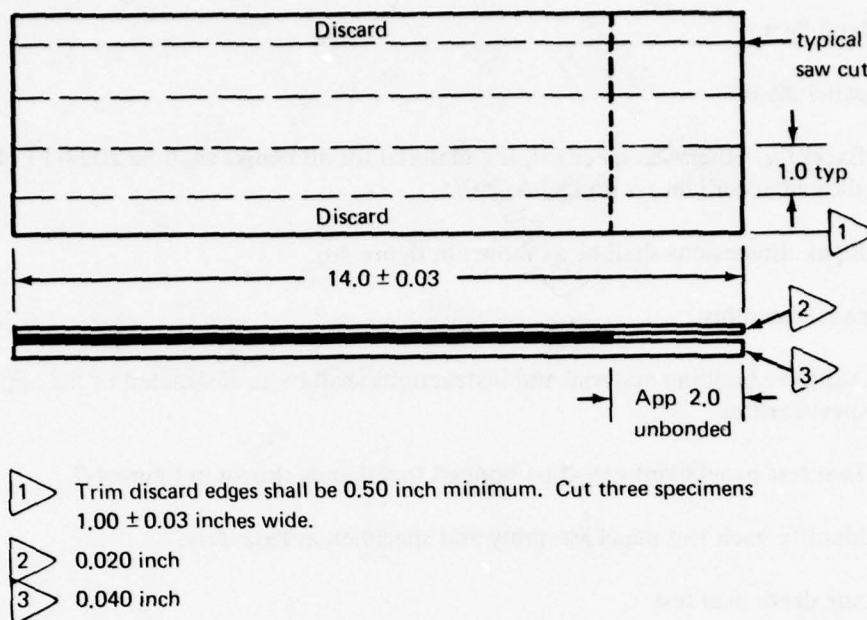 Discard
typical
saw cut
1.0 typ
Discard
1
14.0 ± 0.03
2
3
App 2.0
unbonded
1 Trim discard edges shall be 0.50 inch minimum. Cut three specimens
1.00 ± 0.03 inches wide.
2 0.020 inch
3 0.040 inch